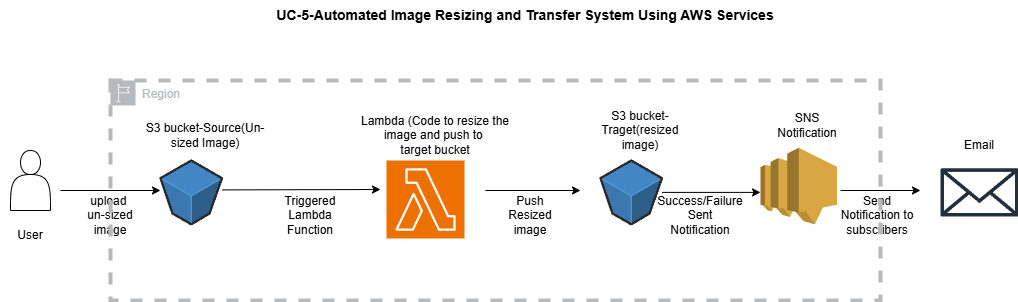 UC-5-Automated Image Resizing and Transfer System Using AWS Services
Region
S3 bucket-Source(Un-
sized Image)
Lambda (Code to resize the
image and push to
target bucket
S3 bucket-
Traget(resized
image)
SNS
Notification
Email
User
upload
un-sized
image
Triggered
Lambda
Function
Push
Resized
image
Success/Failure
Sent
Notification
Send
Notification to
subscribers